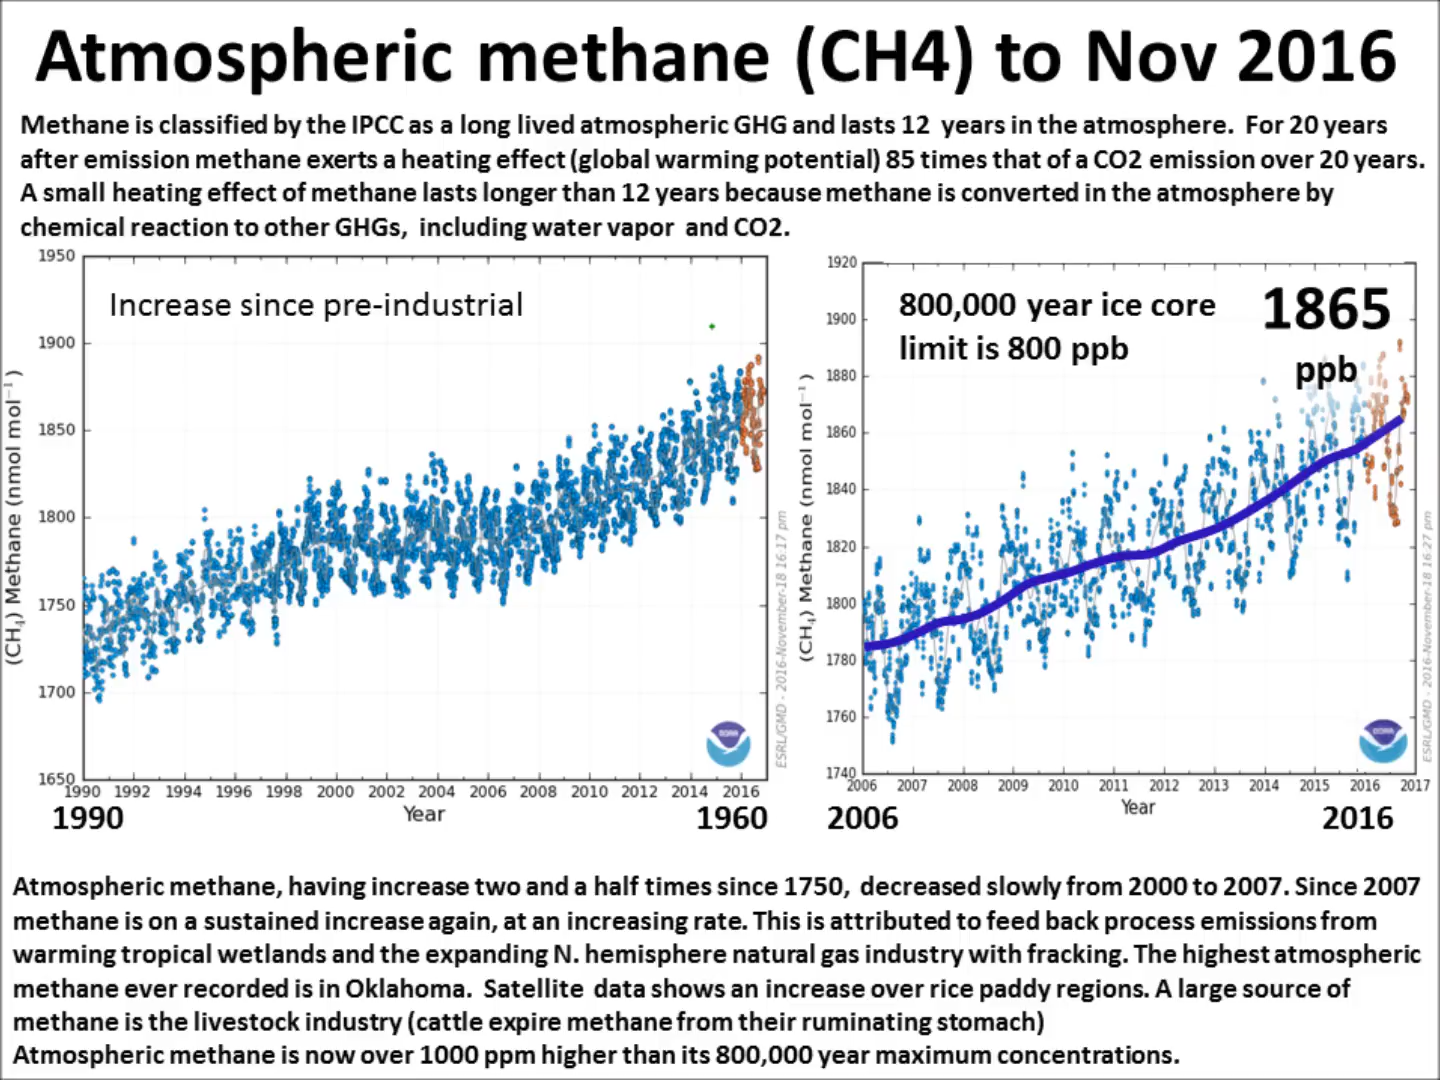 Atmospheric methane (CH4) to Nov 2016
Methane is classified by the IPCC as a long lived atmospheric GHG and lasts 12 years in the atmosphere. For 20 years
after emission methane exerts a heating effect (global warming potential) 85 times that of a CO2 emission over 20 years.
A small heating effect of methane lasts longer than 12 years because methane is converted in the atmosphere by
chemical reaction to other GHGs, including water vapor and CO2.
1950
1900
1850
1800
1750
1700
1650
(CH₄) Methane (nmol mol⁻¹)
Increase since pre-industrial
1990 1992 1994 1996 1998 2000 2002 2004 2006 2008 2010 2012 2014 2016
Year
1990 1960
ESRL/GMD - 2016-November-18 16:17 pm
1920
1900
1880
1860
1840
1820
1800
1780
1760
1740
(CH₄) Methane (nmol mol⁻¹)
800,000 year ice core
limit is 800 ppb
1865
ppb
2006 2007 2008 2009 2010 2011 2012 2013 2014 2015 2016 2017
Year
2006 2016
ESRL/GMD - 2016-November-18 16:27 pm
Atmospheric methane, having increase two and a half times since 1750, decreased slowly from 2000 to 2007. Since 2007
methane is on a sustained increase again, at an increasing rate. This is attributed to feed back process emissions from
warming tropical wetlands and the expanding N. hemisphere natural gas industry with fracking. The highest atmospheric
methane ever recorded is in Oklahoma. Satellite data shows an increase over rice paddy regions. A large source of
methane is the livestock industry (cattle expire methane from their ruminating stomach)
Atmospheric methane is now over 1000 ppm higher than its 800,000 year maximum concentrations.